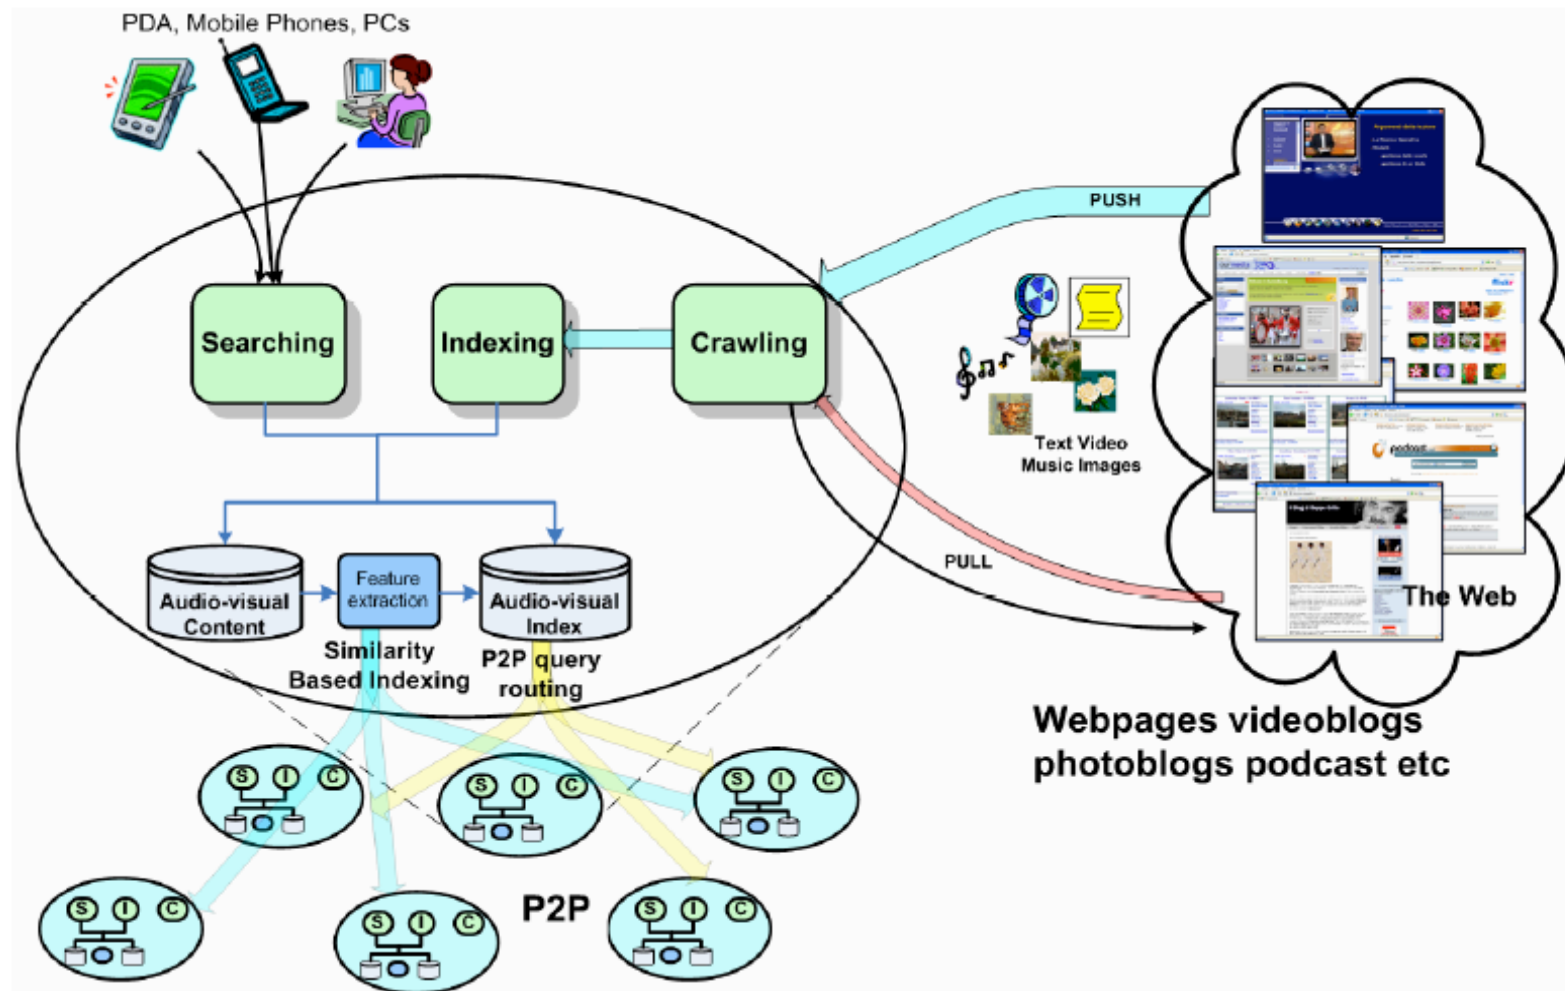 PDA, Mobile Phones, PCs
PUSH
Searching
Indexing
Crawling
Text Video
Music Images
podcast
PULL
The Web
Audio-visual
Content
Feature
extraction
Audio-visual
Index
Similarity
Based Indexing
P2P query
routing
Webpages videoblogs
photoblogs podcast etc
S I C
S I C
S I C
S I C
S I C
S I C
P2P